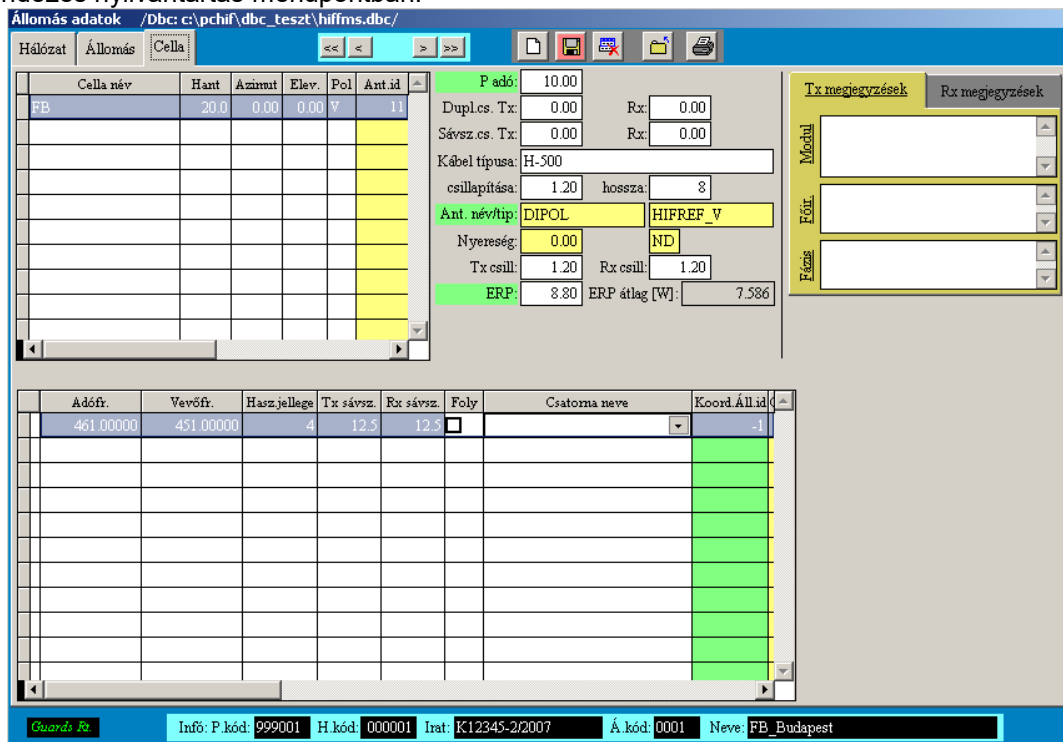 ndezés nyilvántartás menüpontban.
Állomás adatok /Dbc: c:\pchif\dbc_teszt\hiffms.dbc/
Hálózat Állomás Cella << < > >>
Cella név Hant Azimut Elev. Pol Ant.id
FB 20.0 0.00 0.00 V 11
P adó: 10.00
Dupl.cs. Tx: 0.00 Rx: 0.00
Sávsz.cs. Tx: 0.00 Rx: 0.00
Kábel típusa: H-500
csillapítása: 1.20 hossza: 8
Ant. név/tip: DIPOL HIFREF_V
Nyereség: 0.00 ND
Tx csill: 1.20 Rx csill: 1.20
ERP: 8.80 ERP átlag [W]: 7.586
Tx megjegyzések Rx megjegyzések
Modul
Főir.
Fázis
Adófr. Vevőfr. Hasz.jellege Tx sávsz. Rx sávsz. Foly Csatorna neve Koord.Áll.id
461.00000 451.00000 4 12.5 12.5 -1
Guards Rt. Infó: P.kód: 999001 H.kód: 000001 Irat: K12345-2/2007 Á.kód: 0001 Neve: FB_Budapest